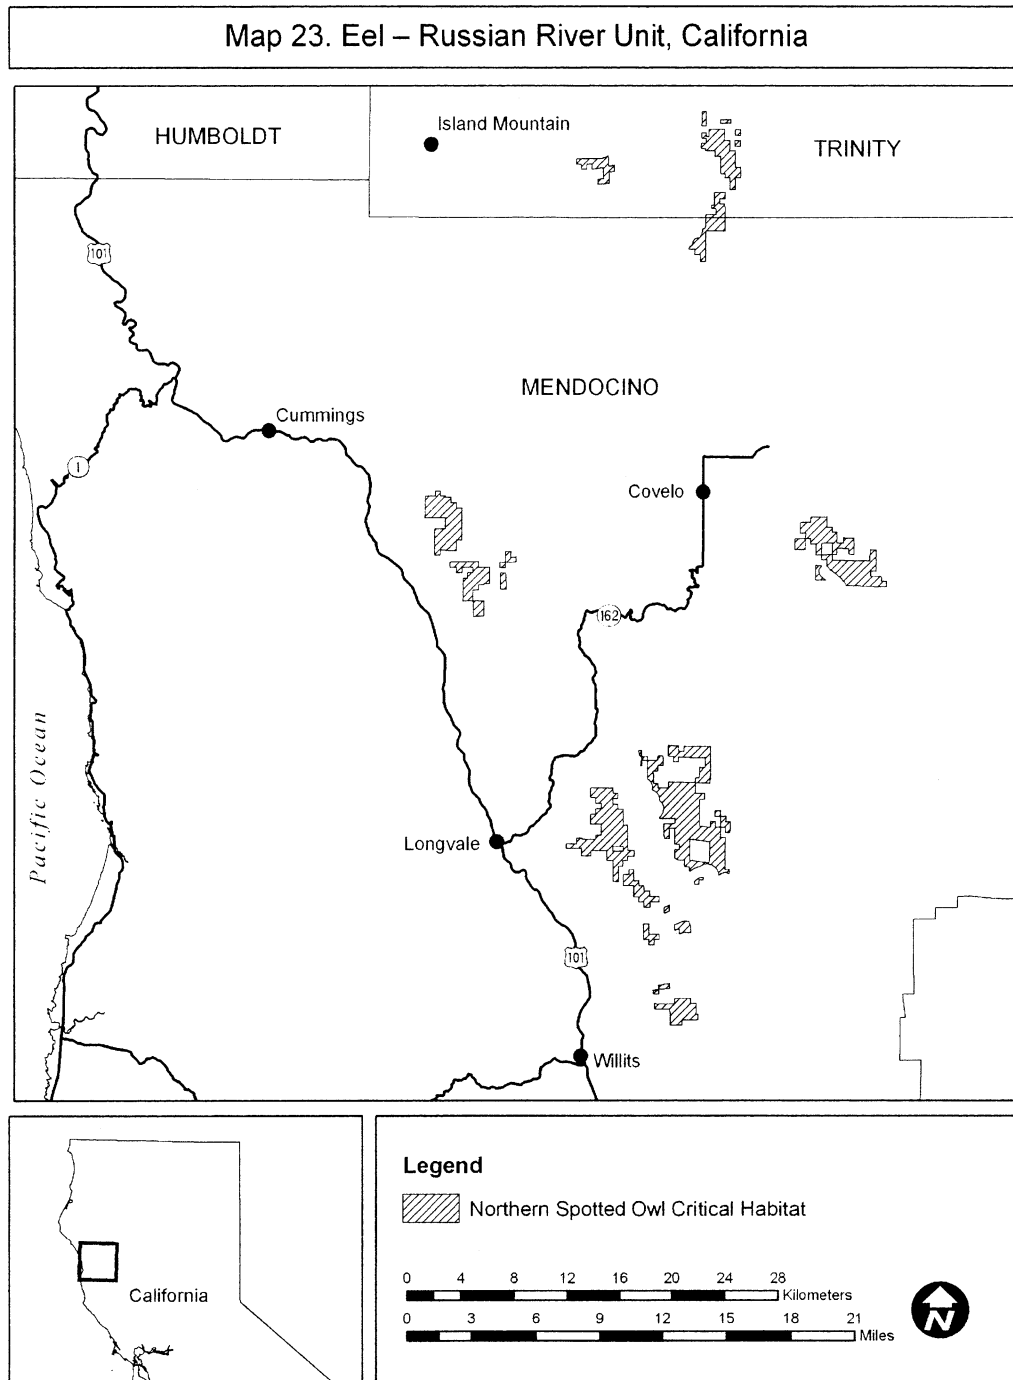 Map 23. Eel – Russian River Unit, California
HUMBOLDT
Island Mountain
TRINITY
101
MENDOCINO
Cummings
1
Covelo
162
Pacific Ocean
Longvale
101
Willits
California
Legend
Northern Spotted Owl Critical Habitat
0 4 8 12 16 20 24 28
Kilometers
0 3 6 9 12 15 18 21
Miles
N